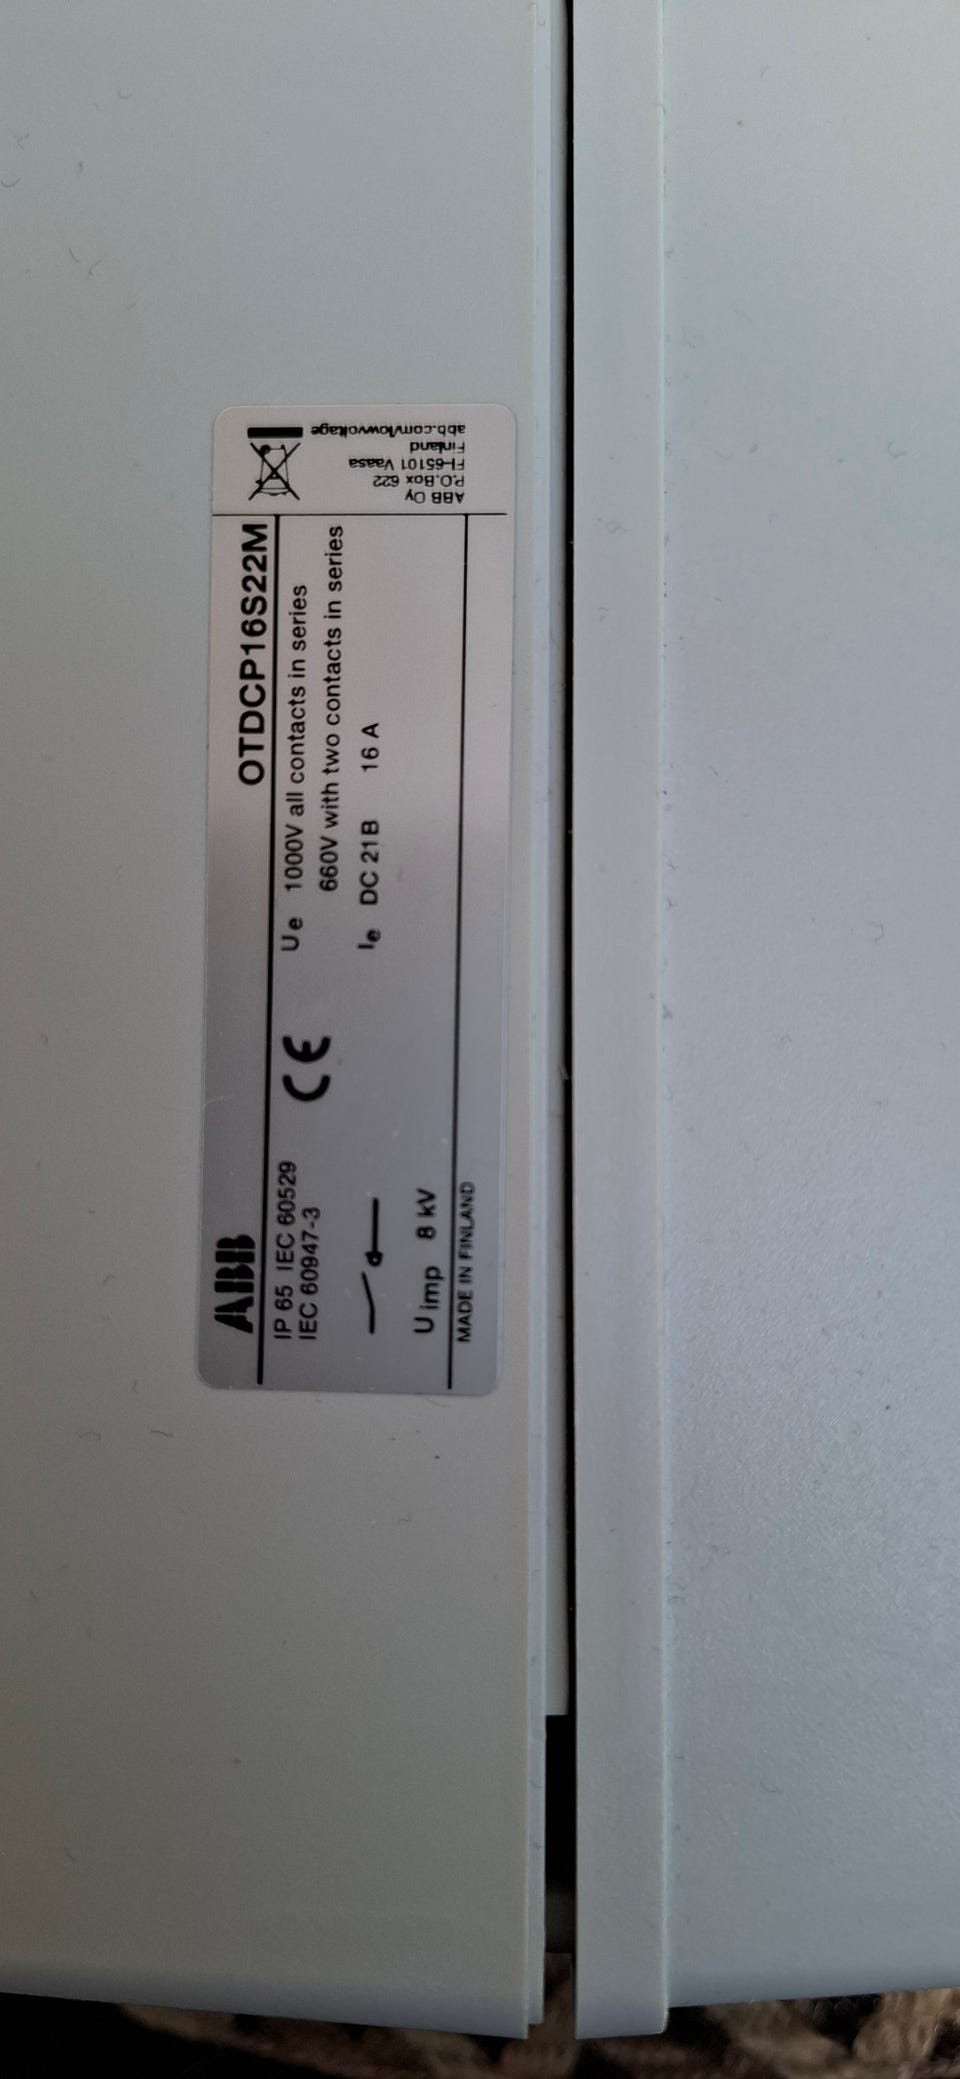 ABB
OTDCP16S22M
IP 65 IEC 60529
IEC 60947-3
CE
Ue 1000V all contacts in series
660V with two contacts in series
Ie DC 21B 16 A
U imp 8 kV
MADE IN FINLAND
ABB Oy
P.O.Box 622
FI-65101 Vaasa
Finland
abb.com/lowvoltage